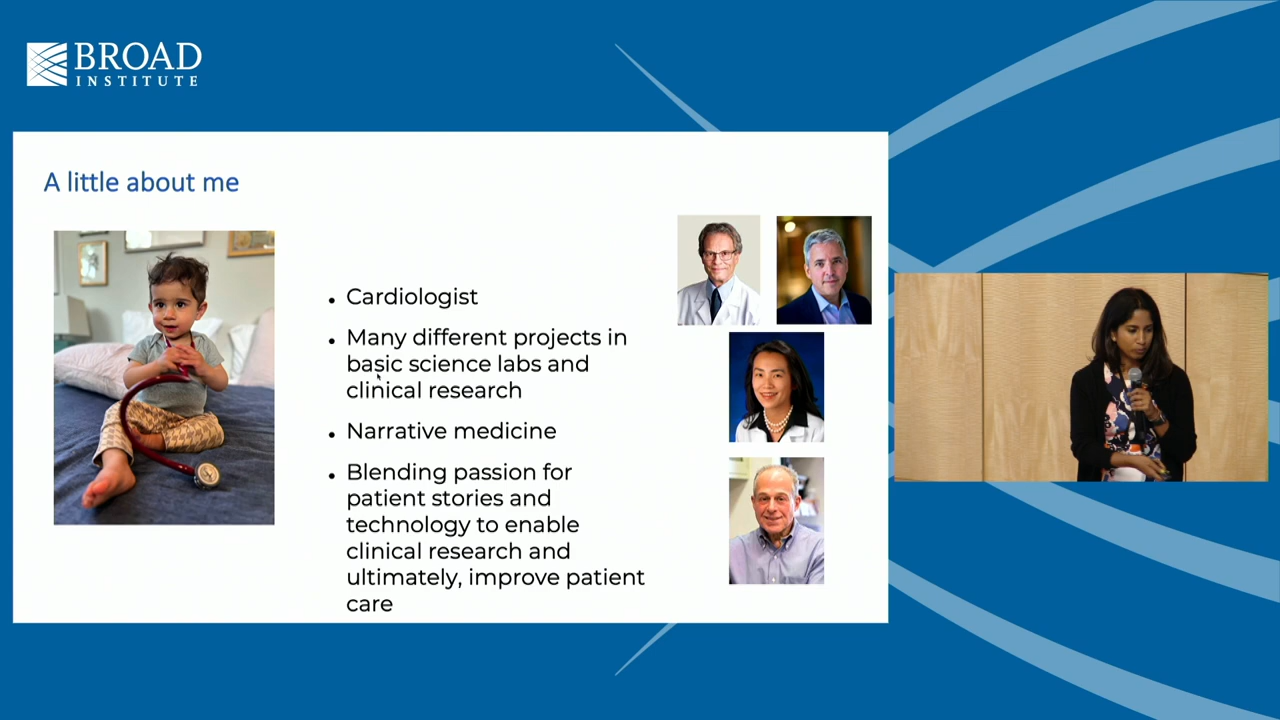 BROAD
INSTITUTE
A little about me
Cardiologist
Many different projects in
basic science labs and
clinical research
Narrative medicine
Blending passion for
patient stories and
technology to enable
clinical research and
ultimately, improve patient
care